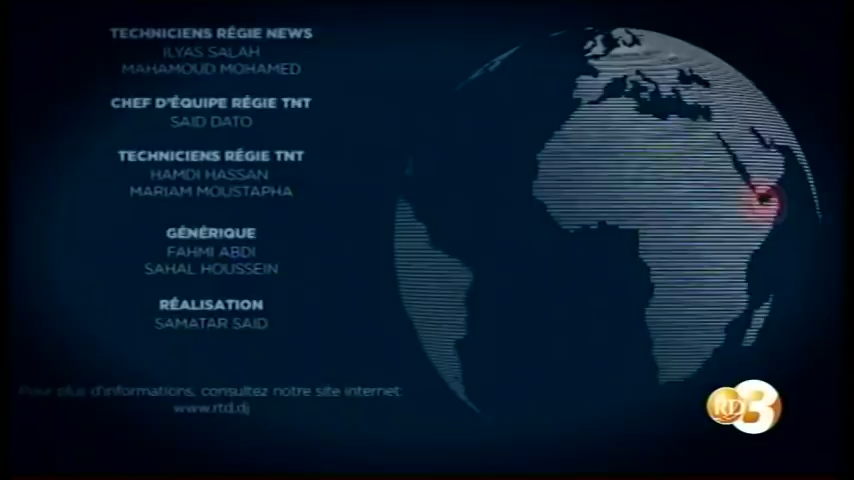 TECHNICIENS RÉGIE NEWS
ILYAS SALAH
MAHAMOUD MOHAMED
CHEF D'ÉQUIPE RÉGIE TNT
SAID DATO
TECHNICIENS RÉGIE TNT
HAMDI HASSAN
MARIAM MOUSTAPHA
GÉNÉRIQUE
FAHMI ABDI
SAHAL HOUSSEIN
RÉALISATION
SAMATAR SAID
Pour plus d'informations, consultez notre site internet:
www.rtd.dj
RTD 3